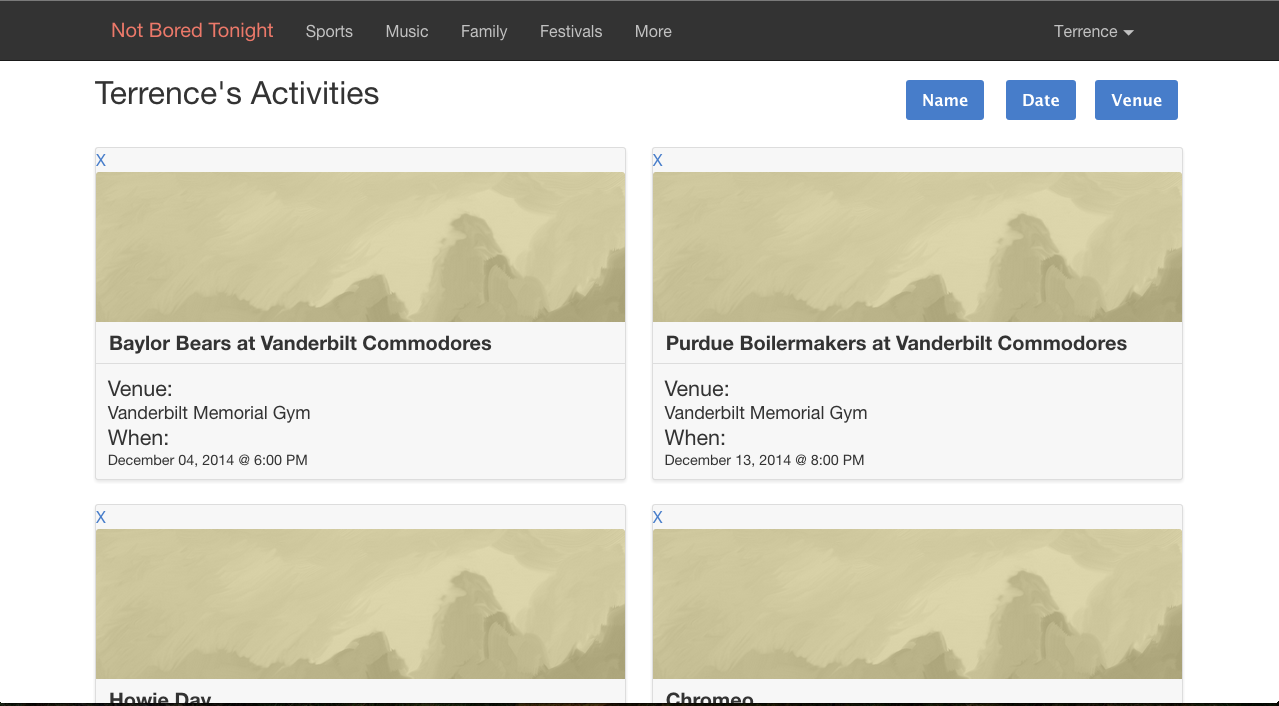 Not Bored Tonight Sports Music Family Festivals More Terrence
Terrence's Activities Name Date Venue
X
Baylor Bears at Vanderbilt Commodores
Venue:
Vanderbilt Memorial Gym
When:
December 04, 2014 @ 6:00 PM
X
Purdue Boilermakers at Vanderbilt Commodores
Venue:
Vanderbilt Memorial Gym
When:
December 13, 2014 @ 8:00 PM
X
Howie Day
X
Chromeo